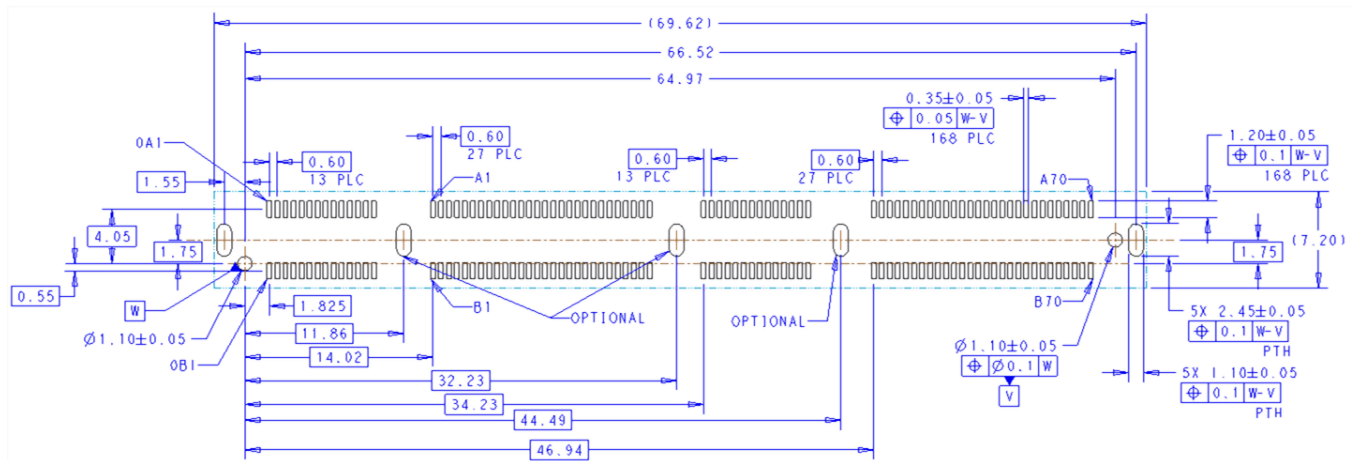 (69.62)
66.52
64.97
0.35±0.05
⌖ 0.05 W-V
168 PLC
0A1
0.60
27 PLC
0.60
13 PLC
0.60
13 PLC
0.60
27 PLC
1.20±0.05
⌖ 0.1 W-V
168 PLC
1.55
A1
A70
4.05
1.75
1.75
(7.20)
0.55
W
1.825
B1
OPTIONAL
OPTIONAL
B70
Ø1.10±0.05
0B1
11.86
14.02
32.23
34.23
44.49
46.94
Ø1.10±0.05
⌖ Ø0.1 W
V
5X 2.45±0.05
⌖ 0.1 W-V
PTH
5X 1.10±0.05
⌖ 0.1 W-V
PTH